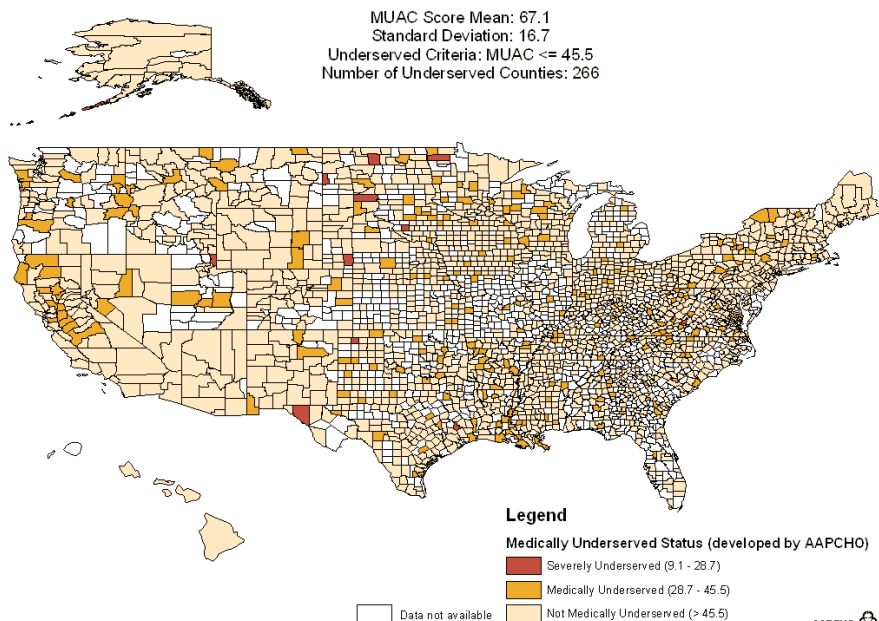 MUAC Score Mean: 67.1
Standard Deviation: 16.7
Underserved Criteria: MUAC <= 45.5
Number of Underserved Counties: 266
Legend
Medically Underserved Status (developed by AAPCHO)
Severely Underserved (9.1 - 28.7)
Medically Underserved (28.7 - 45.5)
Data not available
Not Medically Underserved (> 45.5)